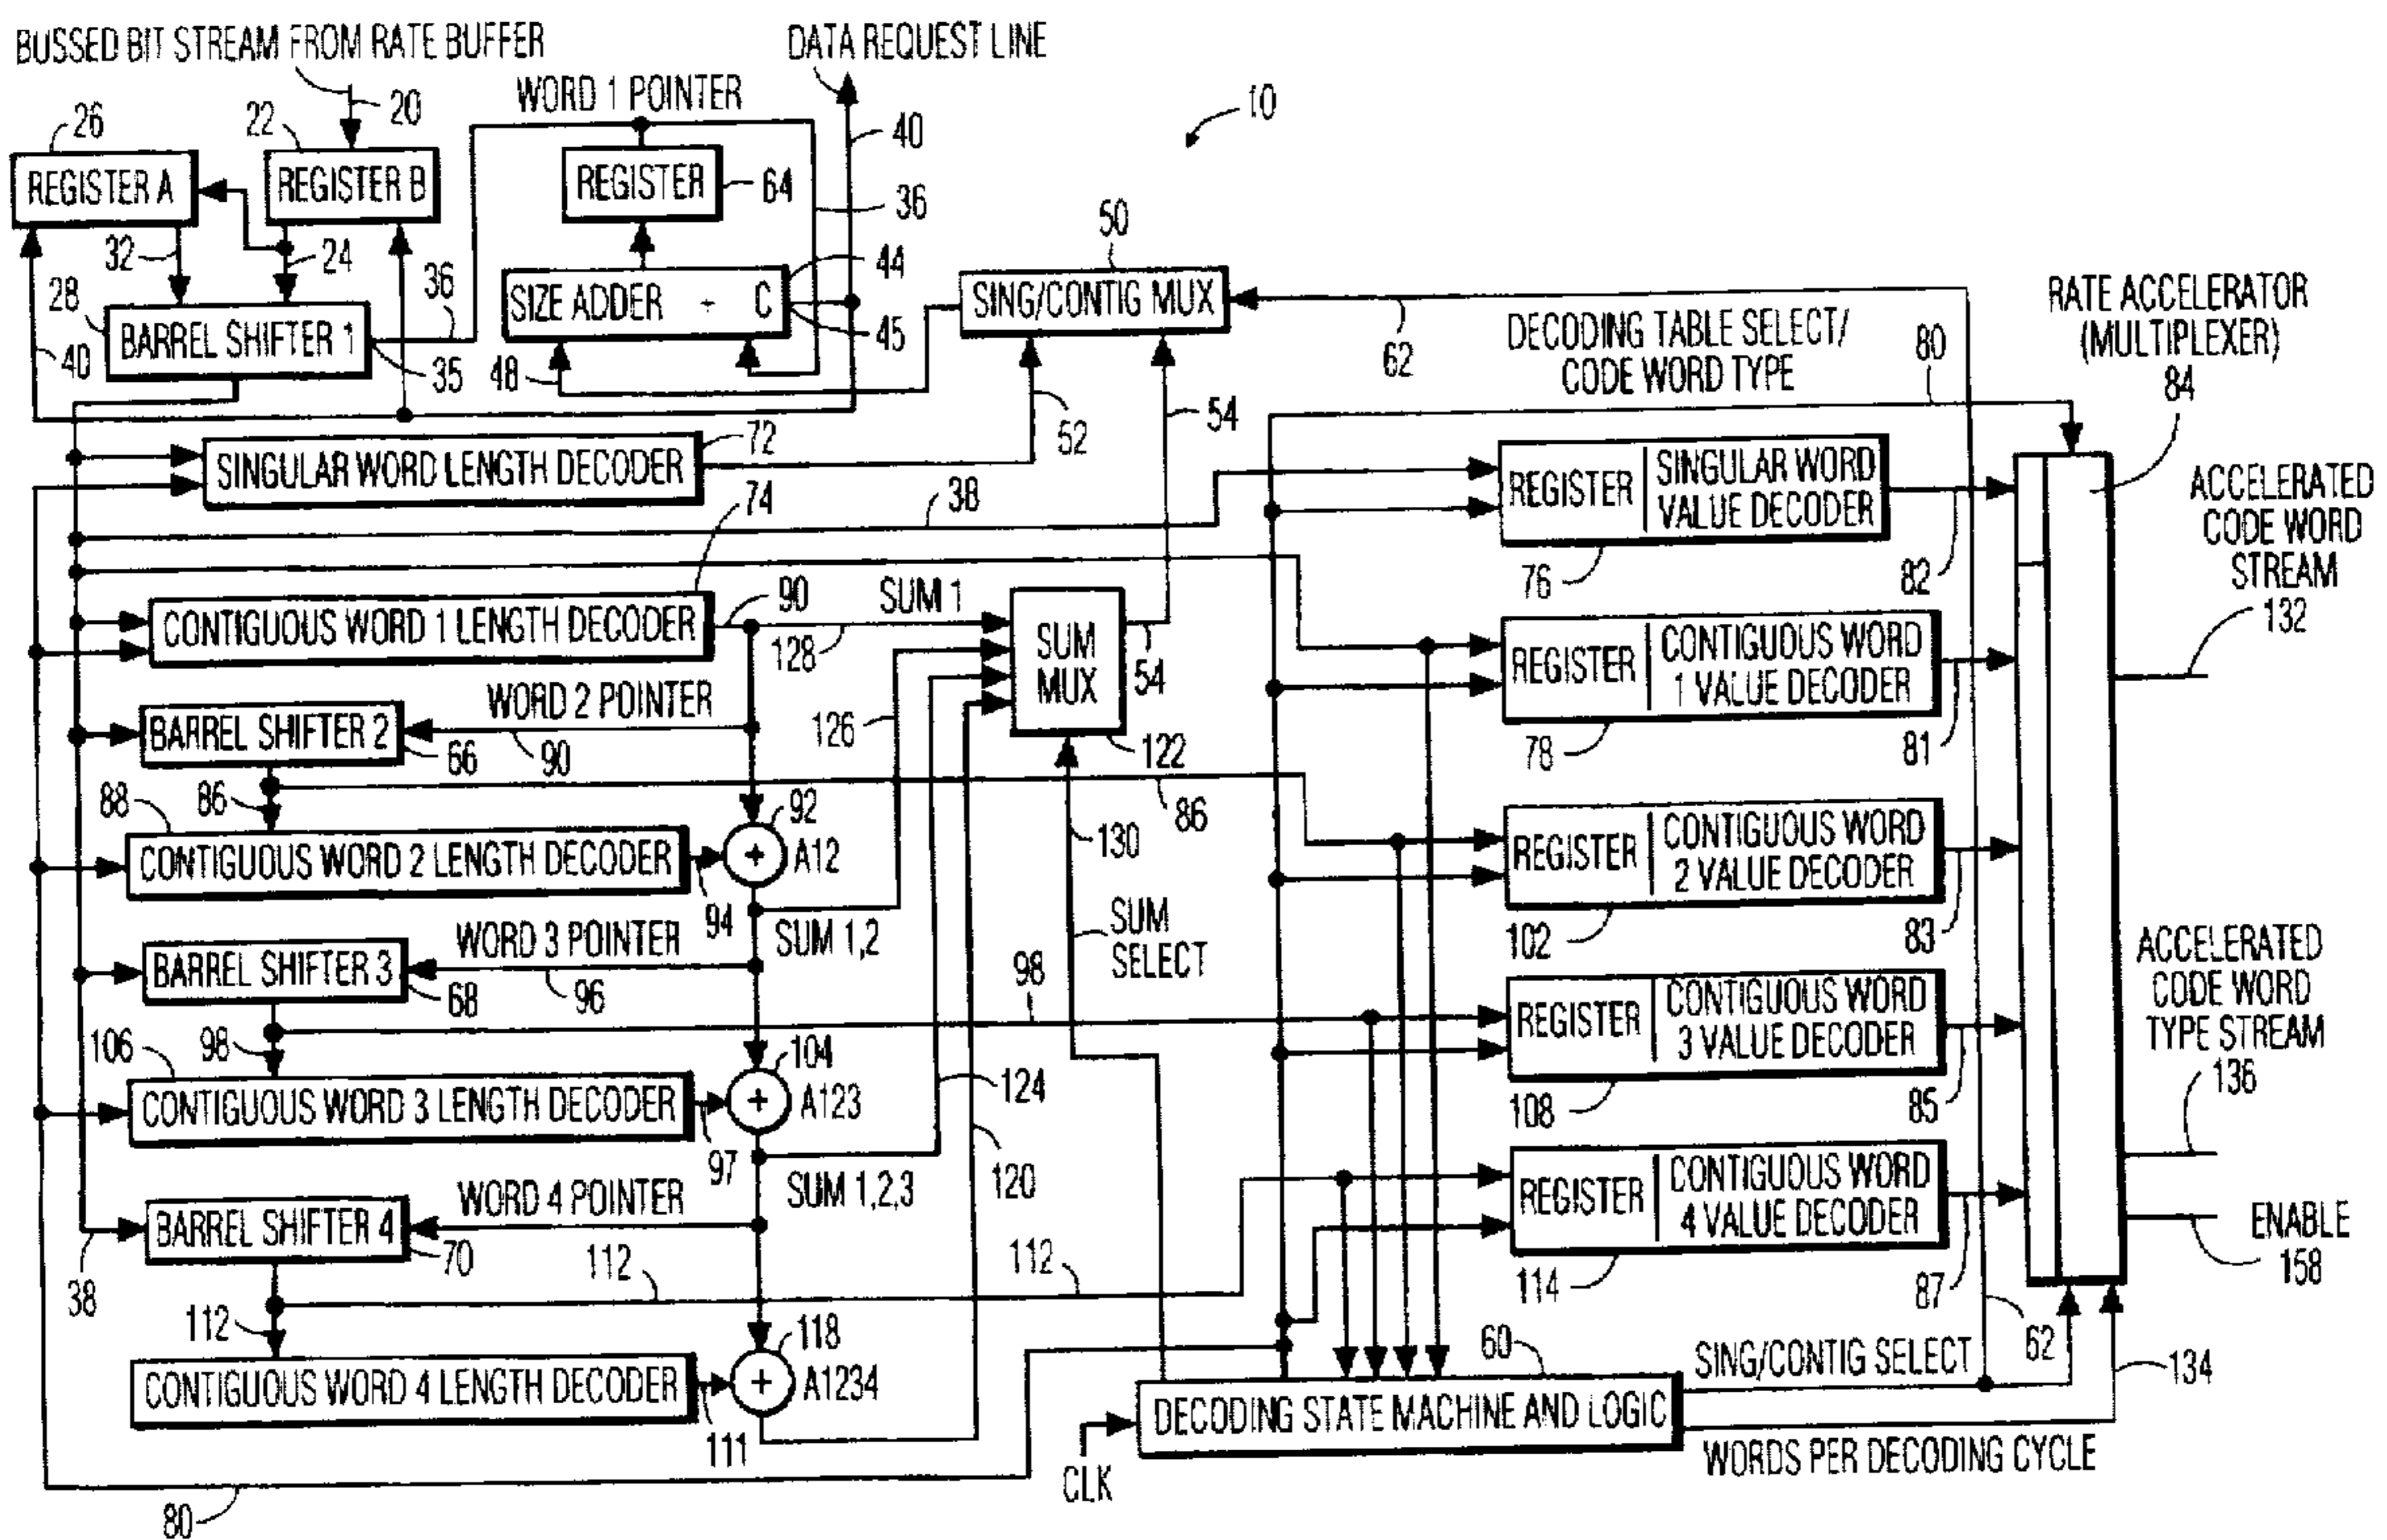 BUSSED BIT STREAM FROM RATE BUFFER
DATA REQUEST LINE
20
WORD 1 POINTER
10
26
22
40
REGISTER A
REGISTER B
REGISTER
64
36
50
32
24
28
36
SIZE ADDER + C
44
45
SING/CONTIG MUX
62
DECODING TABLE SELECT/
CODE WORD TYPE
80
RATE ACCELERATOR
(MULTIPLEXER)
84
BARREL SHIFTER 1
40
35
48
52
54
SINGULAR WORD LENGTH DECODER
72
74
38
REGISTER
SINGULAR WORD
VALUE DECODER
76
82
ACCELERATED
CODE WORD
STREAM
132
CONTIGUOUS WORD 1 LENGTH DECODER
90
128
SUM 1
SUM
MUX
54
122
REGISTER
CONTIGUOUS WORD
1 VALUE DECODER
78
81
WORD 2 POINTER
BARREL SHIFTER 2
66
90
126
86
88
86
92
A12
CONTIGUOUS WORD 2 LENGTH DECODER
94
130
REGISTER
CONTIGUOUS WORD
2 VALUE DECODER
102
83
SUM 1,2
SUM
SELECT
WORD 3 POINTER
BARREL SHIFTER 3
68
96
98
ACCELERATED
CODE WORD
TYPE STREAM
136
106
98
104
A123
CONTIGUOUS WORD 3 LENGTH DECODER
97
124
REGISTER
CONTIGUOUS WORD
3 VALUE DECODER
108
85
SUM 1,2,3
120
WORD 4 POINTER
BARREL SHIFTER 4
70
38
112
112
REGISTER
CONTIGUOUS WORD
4 VALUE DECODER
114
87
ENABLE
158
112
118
A1234
CONTIGUOUS WORD 4 LENGTH DECODER
111
60
DECODING STATE MACHINE AND LOGIC
SING/CONTIG SELECT
62
134
CLK
WORDS PER DECODING CYCLE
80